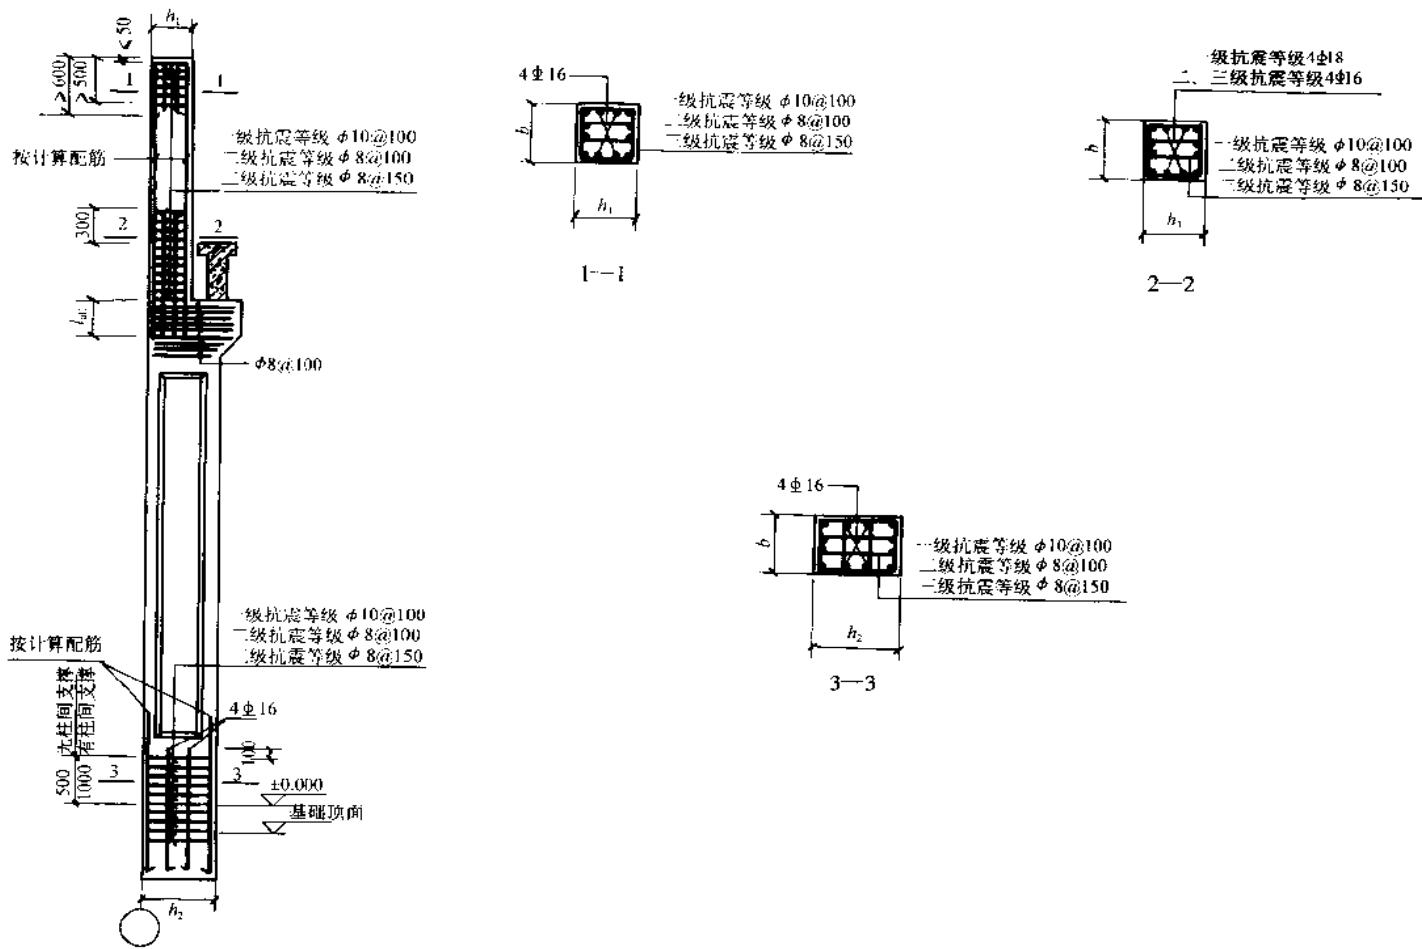 h₁
<50
≥600
≥500
1 1
一级抗震等级 ϕ10@100
二级抗震等级 ϕ8@100
三级抗震等级 ϕ8@150
按计算配筋
300
2 2
ϕ8@100
一级抗震等级 ϕ10@100
二级抗震等级 ϕ8@100
三级抗震等级 ϕ8@150
按计算配筋
4Φ16
无柱间支撑
有柱间支撑
500
1000
100
3 3
±0.000
基础顶面
h₂
4Φ16
一级抗震等级 ϕ10@100
二级抗震等级 ϕ8@100
三级抗震等级 ϕ8@150
b
h₁
1—1
一级抗震等级4Φ18
二、三级抗震等级4Φ16
一级抗震等级 ϕ10@100
二级抗震等级 ϕ8@100
三级抗震等级 ϕ8@150
b
h₁
2—2
4Φ16
一级抗震等级 ϕ10@100
二级抗震等级 ϕ8@100
三级抗震等级 ϕ8@150
b
h₂
3—3